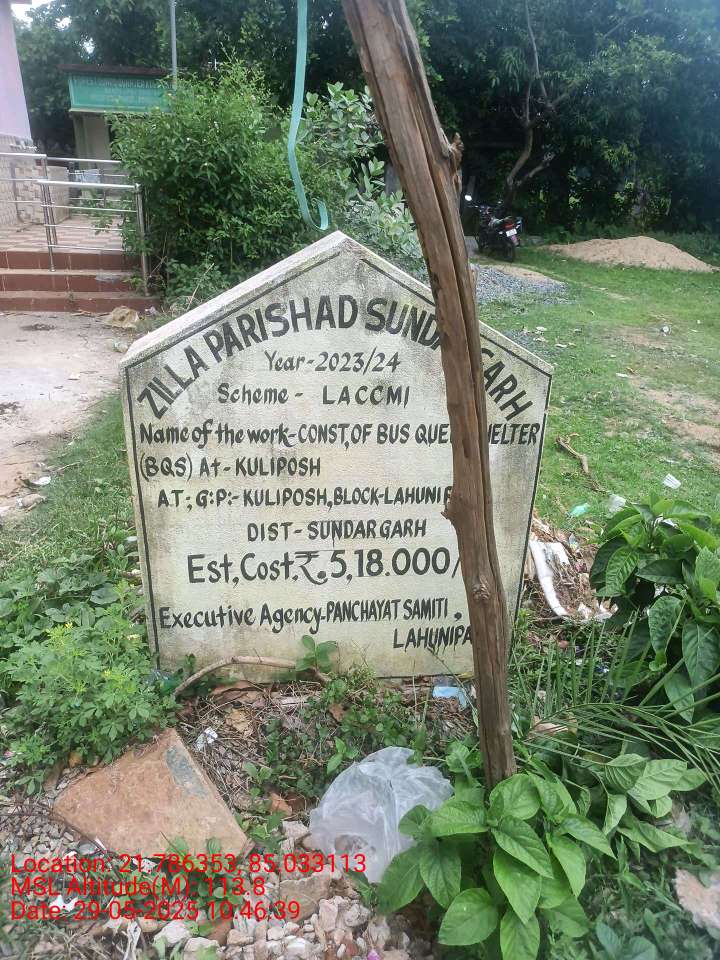 ZILLA PARISHAD SUND GARH
Year-2023/24
Scheme - LACCMI
Name of the work-CONST, OF BUS QUE HELTER
(BQS) At - KULIPOSH
AT; G:P:- KULIPOSH, BLOCK-LAHUNIP
DIST - SUNDARGARH
Est, Cost. ₹. 5,18.000/
Executive Agency-PANCHAYAT SAMITI,
LAHUNIPA
Location: 21.786353, 85.033113
MSL Altitude(M): 113.8
Date: 29-05-2025 10.46.39